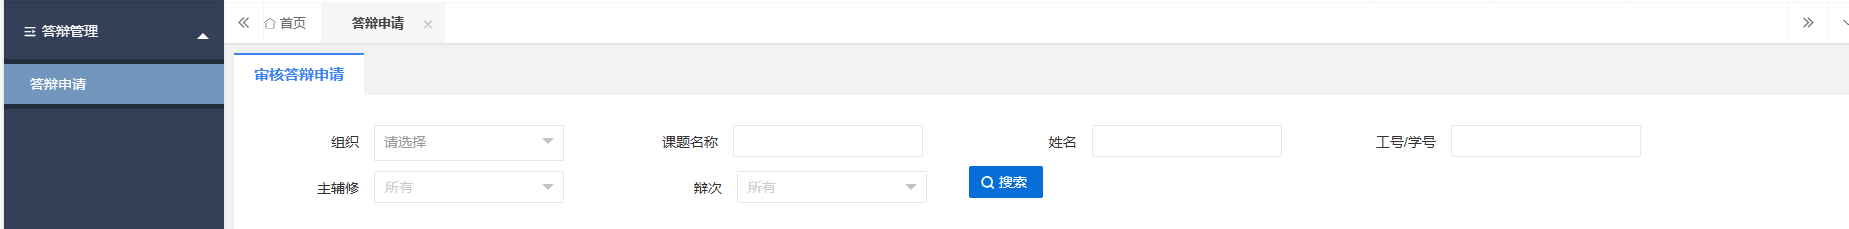 答辩管理
首页
答辩申请
答辩申请
审核答辩申请
组织 请选择 课题名称 姓名 工号/学号
主辅修 所有 辩次 所有 搜索